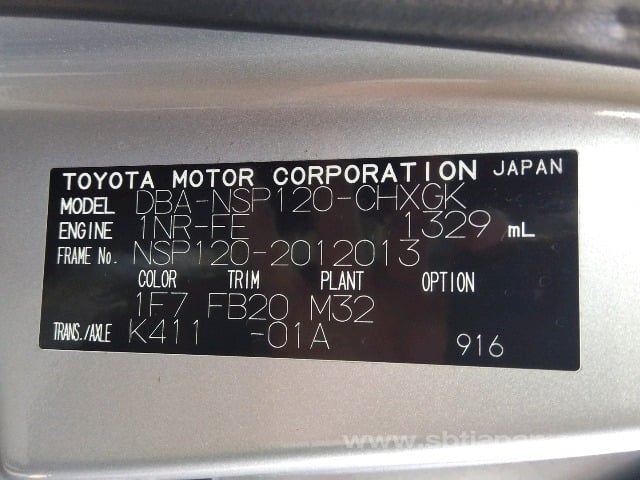 TOYOTA MOTOR CORPORATION JAPAN
MODEL DBA-NSP120-CHXGK
ENGINE 1NR-FE 1329 mL
FRAME No. NSP120-2012013
COLOR TRIM PLANT OPTION
1F7 FB20 M32
TRANS./AXLE K411 -01A 916
www.sbtjapan